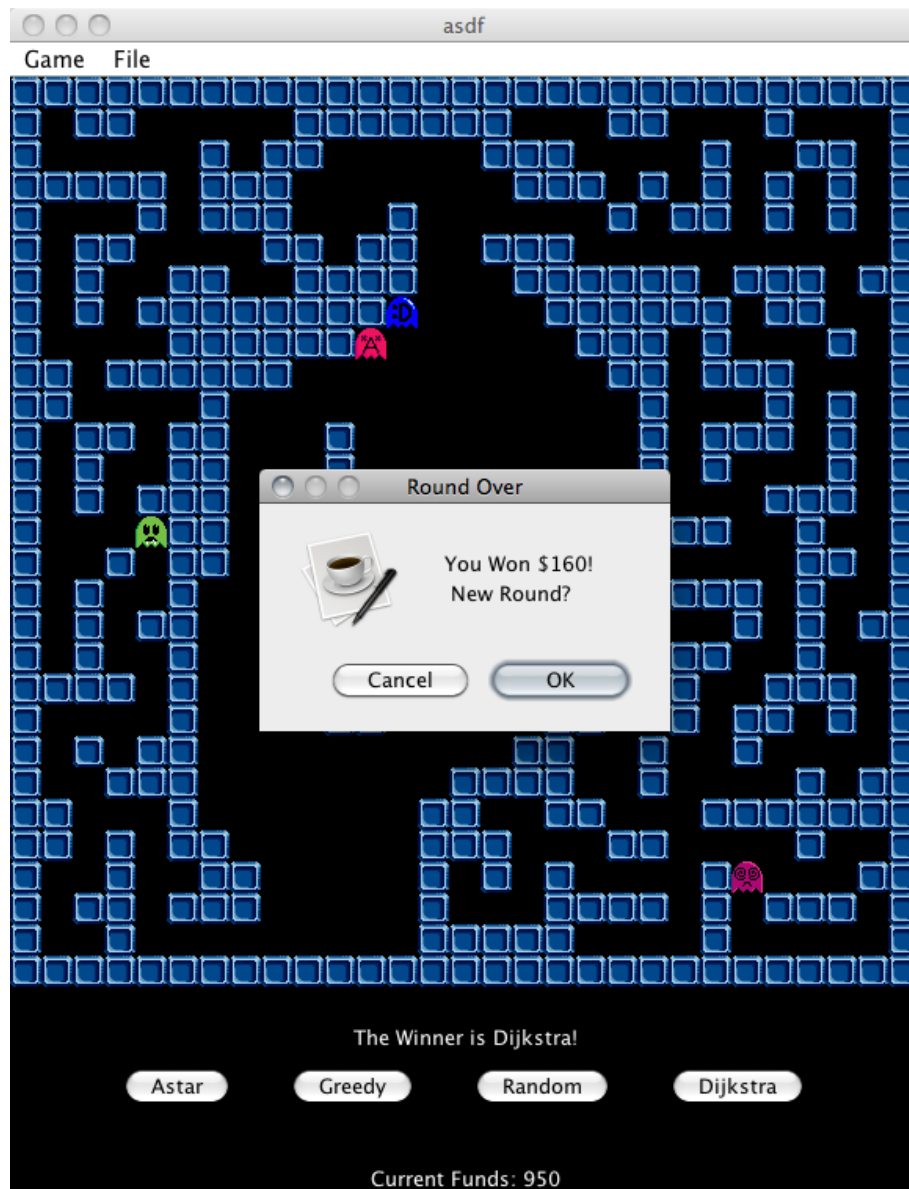 asdf
Game File
:D
"A"
Round Over
You Won $160!
New Round?
Cancel OK
The Winner is Dijkstra!
Astar Greedy Random Dijkstra
Current Funds: 950